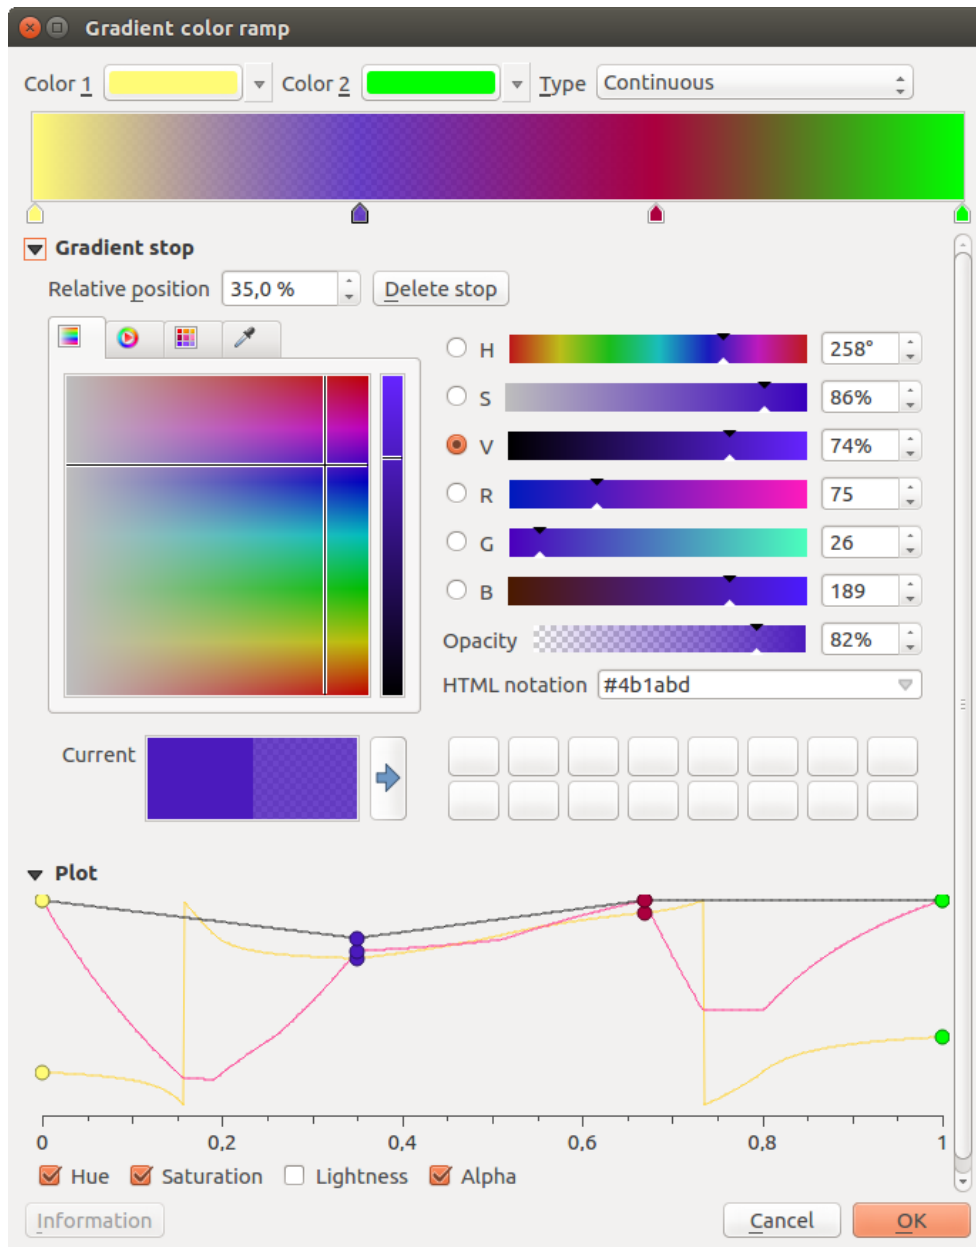 Gradient color ramp
Color 1 Color 2 Type Continuous
Gradient stop
Relative position 35,0 % Delete stop
H 258°
S 86%
V 74%
R 75
G 26
B 189
Opacity 82%
HTML notation #4b1abd
Current
Plot
0 0,2 0,4 0,6 0,8 1
Hue Saturation Lightness Alpha
Information Cancel OK